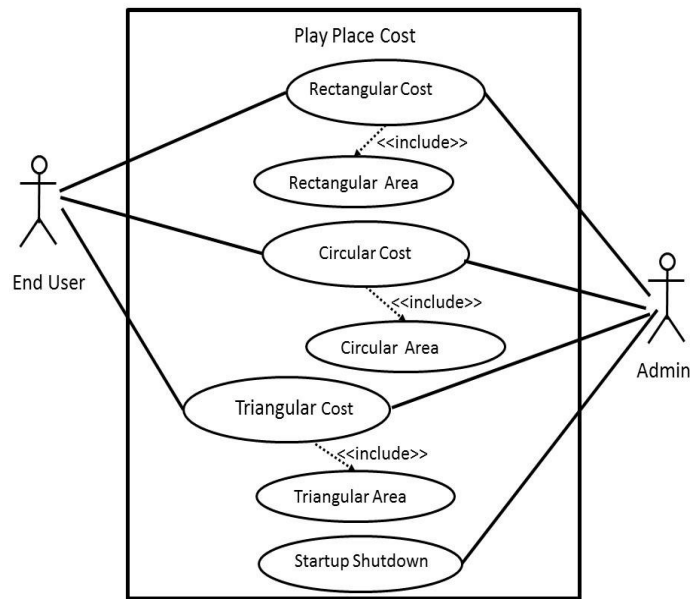 Play Place Cost
Rectangular Cost
<<include>>
Rectangular Area
Circular Cost
End User
<<include>>
Circular Area
Admin
Triangular Cost
<<include>>
Triangular Area
Startup Shutdown